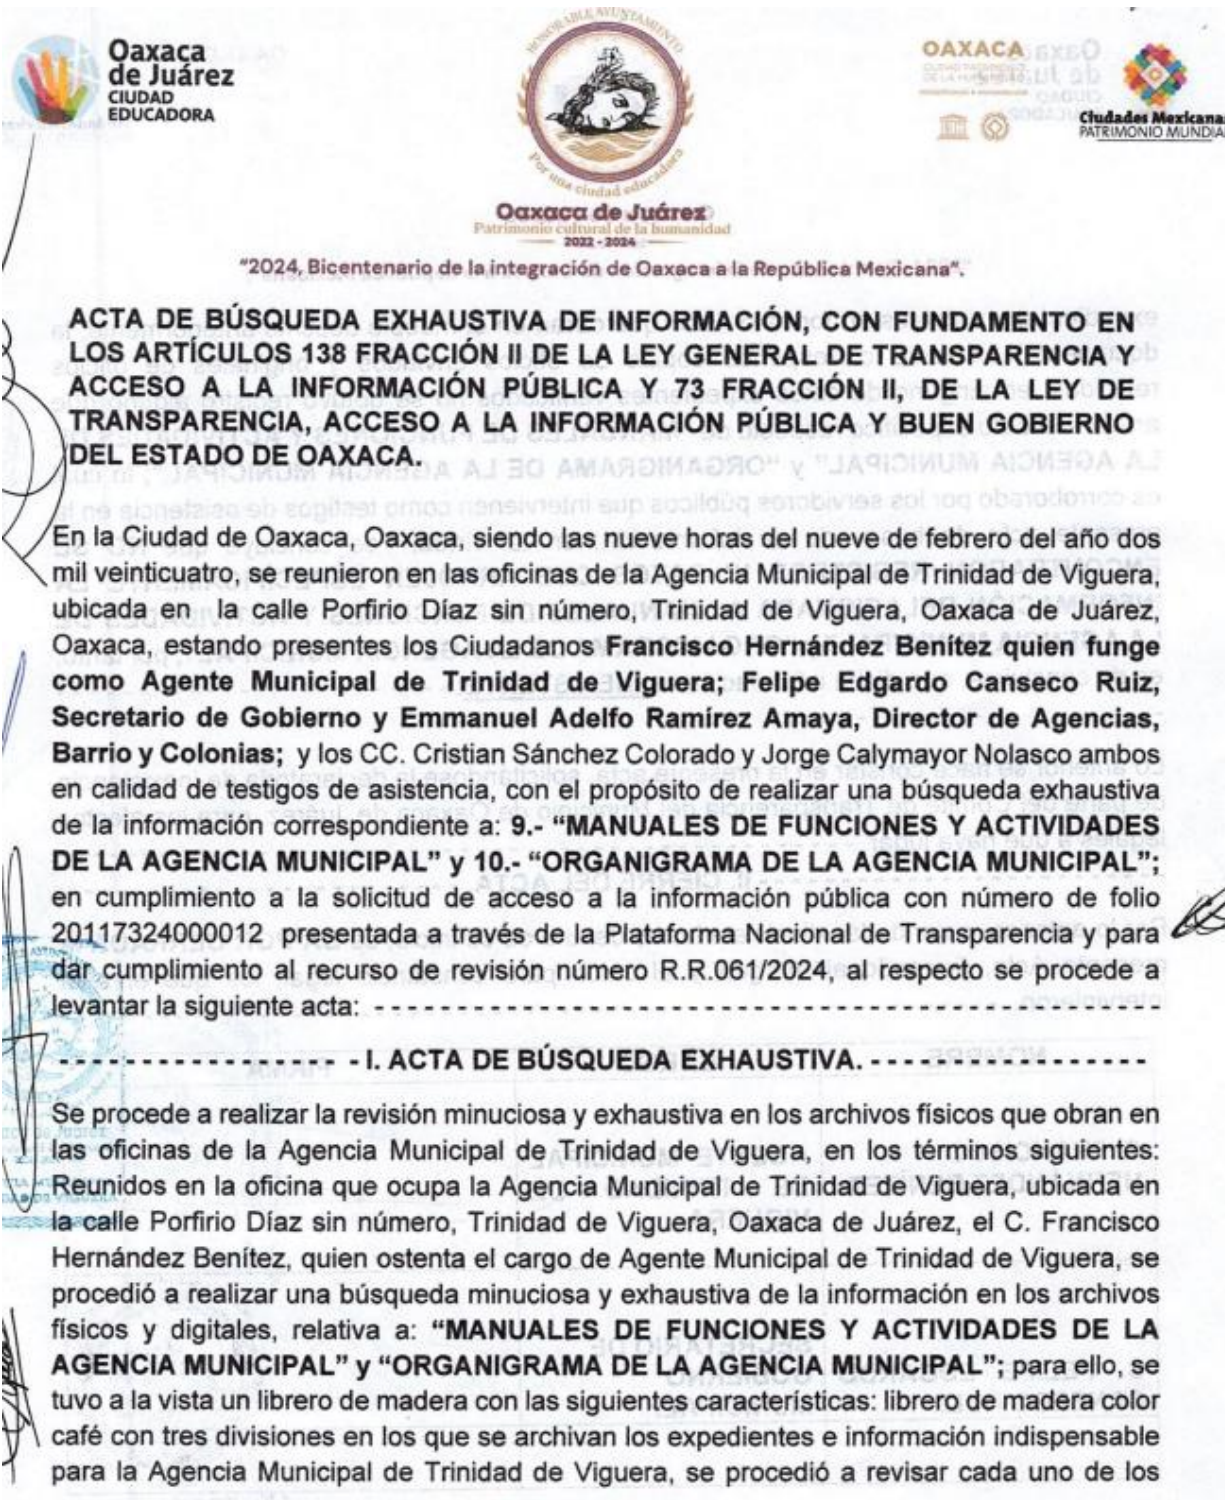 Oaxaca
de Juárez
CIUDAD
EDUCADORA
HONORABLE AYUNTAMIENTO
Por una ciudad educadora
Oaxaca de Juárez
Patrimonio cultural de la humanidad
2022 - 2024
OAXACA
Ciudades Mexicanas
PATRIMONIO MUNDIAL
"2024, Bicentenario de la integración de Oaxaca a la República Mexicana".
ACTA DE BÚSQUEDA EXHAUSTIVA DE INFORMACIÓN, CON FUNDAMENTO EN
LOS ARTÍCULOS 138 FRACCIÓN II DE LA LEY GENERAL DE TRANSPARENCIA Y
ACCESO A LA INFORMACIÓN PÚBLICA Y 73 FRACCIÓN II, DE LA LEY DE
TRANSPARENCIA, ACCESO A LA INFORMACIÓN PÚBLICA Y BUEN GOBIERNO
DEL ESTADO DE OAXACA.
En la Ciudad de Oaxaca, Oaxaca, siendo las nueve horas del nueve de febrero del año dos
mil veinticuatro, se reunieron en las oficinas de la Agencia Municipal de Trinidad de Viguera,
ubicada en la calle Porfirio Díaz sin número, Trinidad de Viguera, Oaxaca de Juárez,
Oaxaca, estando presentes los Ciudadanos Francisco Hernández Benítez quien funge
como Agente Municipal de Trinidad de Viguera; Felipe Edgardo Canseco Ruiz,
Secretario de Gobierno y Emmanuel Adelfo Ramírez Amaya, Director de Agencias,
Barrio y Colonias; y los CC. Cristian Sánchez Colorado y Jorge Calymayor Nolasco ambos
en calidad de testigos de asistencia, con el propósito de realizar una búsqueda exhaustiva
de la información correspondiente a: 9.- "MANUALES DE FUNCIONES Y ACTIVIDADES
DE LA AGENCIA MUNICIPAL" y 10.- "ORGANIGRAMA DE LA AGENCIA MUNICIPAL";
en cumplimiento a la solicitud de acceso a la información pública con número de folio
20117324000012, presentada a través de la Plataforma Nacional de Transparencia y para
dar cumplimiento al recurso de revisión número R.R.061/2024, al respecto se procede a
levantar la siguiente acta: - - - - - - - - - - - - - - - - - - - - - - - - - - - - - - - - - - - - - - - - - - - - - - - -
- - - - - - - - - - - - - - - - - - I. ACTA DE BÚSQUEDA EXHAUSTIVA. - - - - - - - - - - - - - - - - -
Se procede a realizar la revisión minuciosa y exhaustiva en los archivos físicos que obran en
las oficinas de la Agencia Municipal de Trinidad de Viguera, en los términos siguientes:
Reunidos en la oficina que ocupa la Agencia Municipal de Trinidad de Viguera, ubicada en
la calle Porfirio Díaz sin número, Trinidad de Viguera, Oaxaca de Juárez, el C. Francisco
Hernández Benítez, quien ostenta el cargo de Agente Municipal de Trinidad de Viguera, se
procedió a realizar una búsqueda minuciosa y exhaustiva de la información en los archivos
físicos y digitales, relativa a: "MANUALES DE FUNCIONES Y ACTIVIDADES DE LA
AGENCIA MUNICIPAL" y "ORGANIGRAMA DE LA AGENCIA MUNICIPAL"; para ello, se
tuvo a la vista un librero de madera con las siguientes características: librero de madera color
café con tres divisiones en los que se archivan los expedientes e información indispensable
para la Agencia Municipal de Trinidad de Viguera, se procedió a revisar cada uno de los